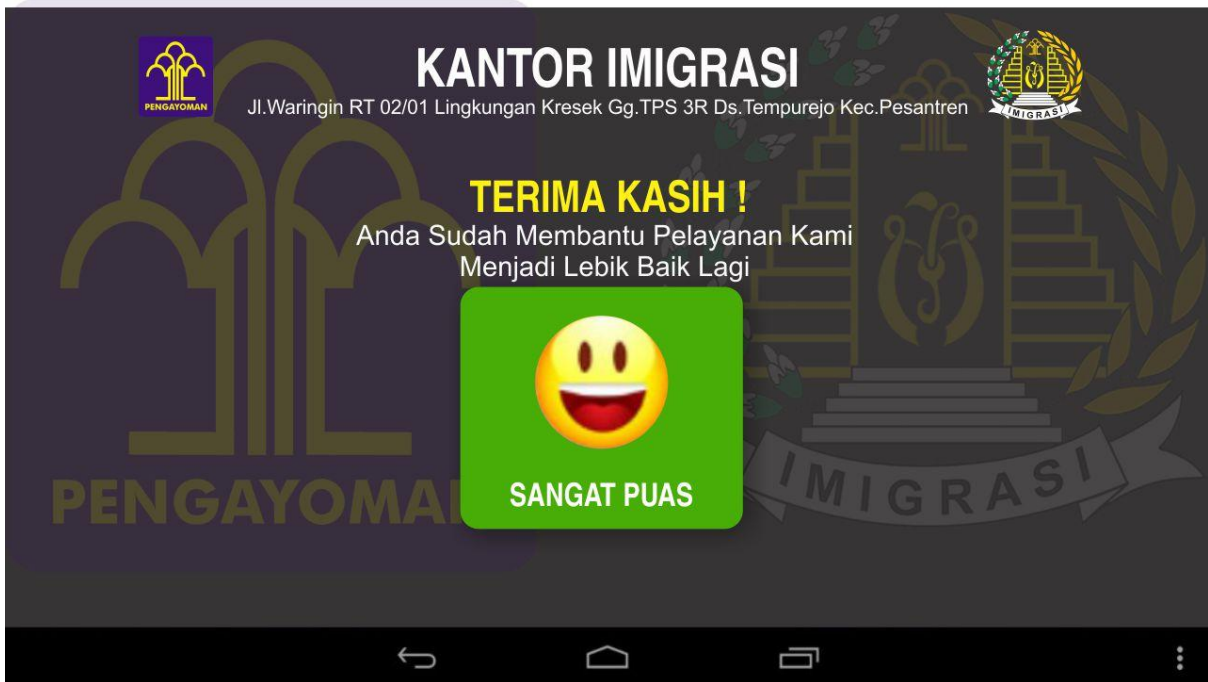 PENGAYOMAN
KANTOR IMIGRASI
Jl.Waringin RT 02/01 Lingkungan Kresek Gg.TPS 3R Ds.Tempurejo Kec.Pesantren
IMIGRASI
TERIMA KASIH !
Anda Sudah Membantu Pelayanan Kami
Menjadi Lebik Baik Lagi
SANGAT PUAS
PENGAYOMA
IMIGRASI